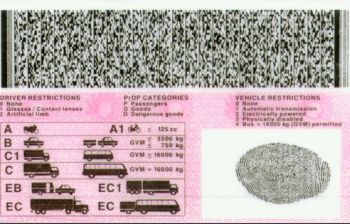 DRIVER RESTRICTIONS
0 None
1 Glasses / Contact lenses
2 Artificial limb
PrDP CATEGORIES
P Passengers
G Goods
D Dangerous goods
VEHICLE RESTRICTIONS
0 None
1 Automatic transmission
2 Electrically powered
3 Physically disabled
4 Bus > 16000 kg (GVM) permitted
A
A1 ≤ 125 cc
B GVM ≤ 3500 kg
≤ 750 kg
C1 GVM ≤ 16000 kg
C GVM > 16000 kg
EB
EC1
EC
EC